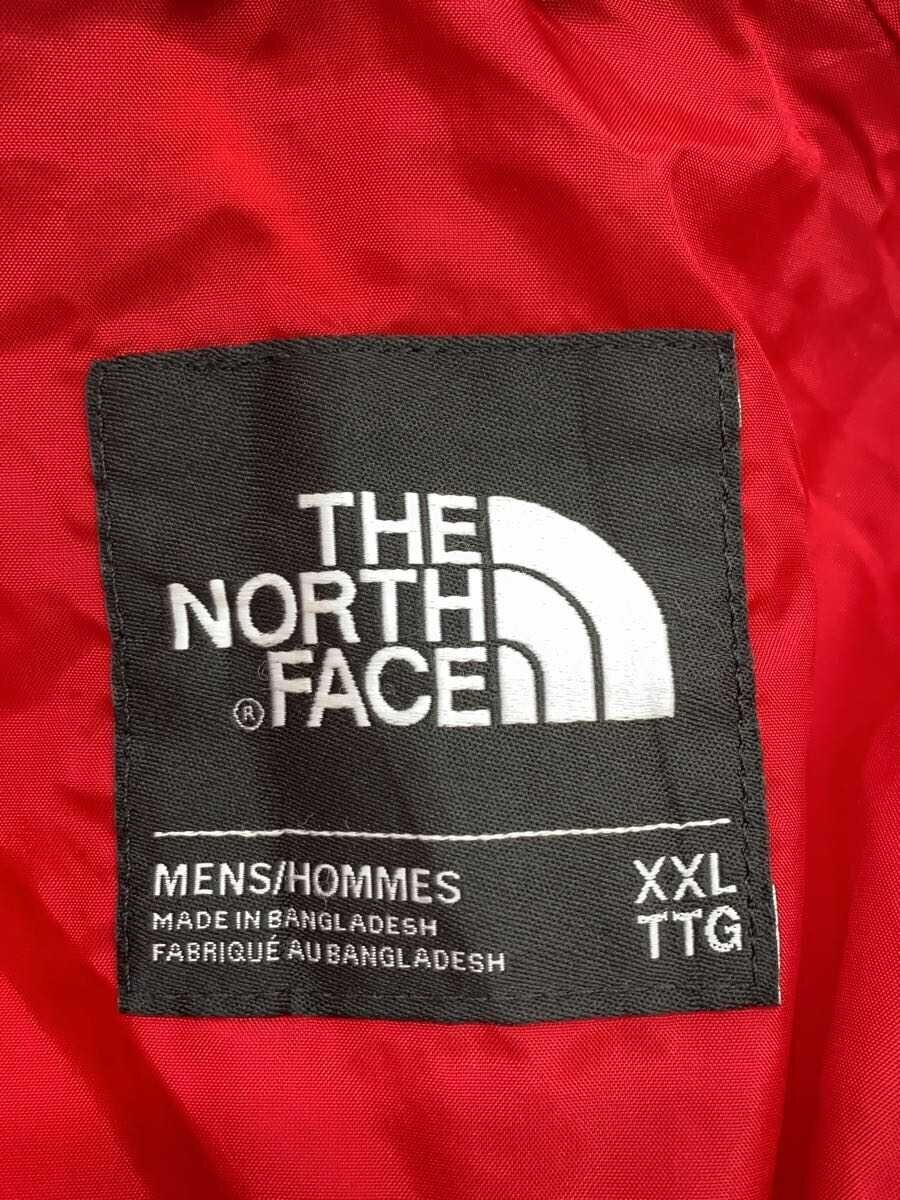 THE
NORTH
®FACE
MENS/HOMMES XXL
MADE IN BANGLADESH TTG
FABRIQUÉ AU BANGLADESH